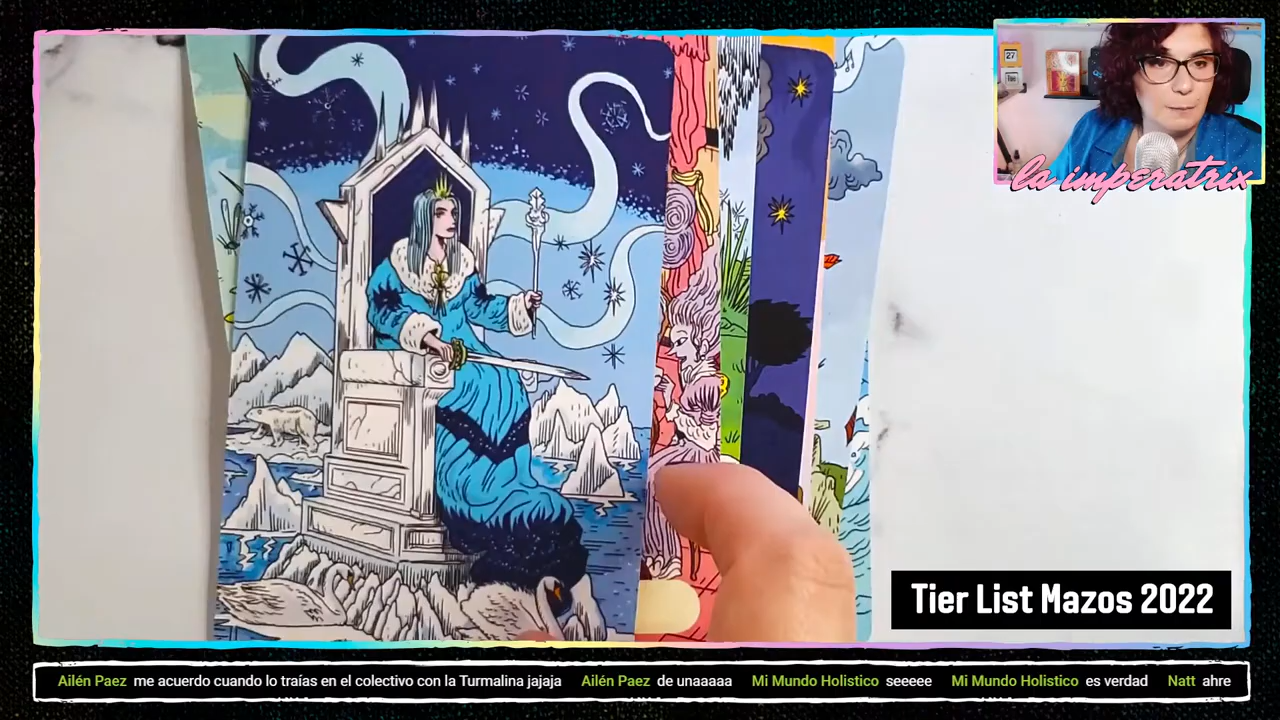 27
la imperatrix
Tier List Mazos 2022
Ailén Paez me acuerdo cuando lo traías en el colectivo con la Turmalina jajaja Ailén Paez de unaaaaa Mi Mundo Holistico seeeee Mi Mundo Holistico es verdad Natt ahre